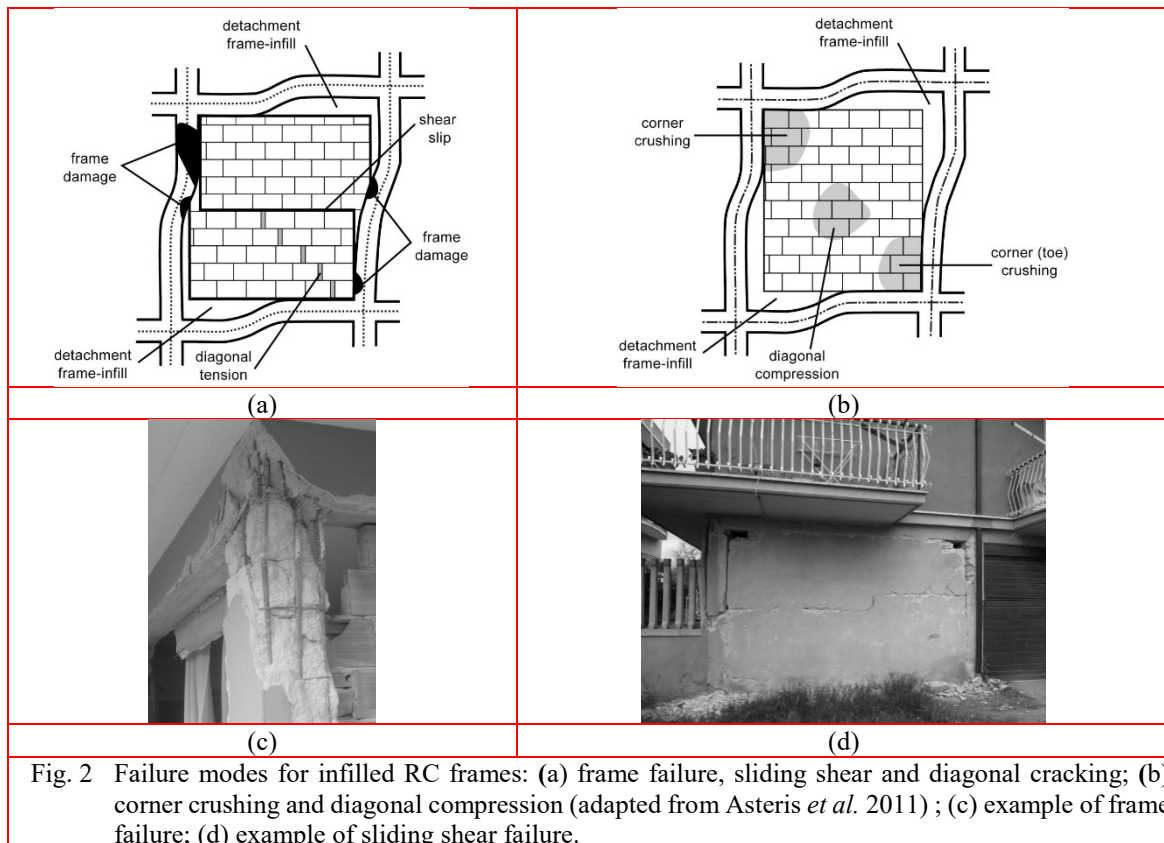 detachment
frame-infill
shear
slip
frame
damage
frame
damage
detachment
frame-infill
diagonal
tension
(a)
detachment
frame-infill
corner
crushing
corner (toe)
crushing
detachment
frame-infill
diagonal
compression
(b)
(c)
(d)
Fig. 2 Failure modes for infilled RC frames: (a) frame failure, sliding shear and diagonal cracking; (b)
corner crushing and diagonal compression (adapted from Asteris et al. 2011) ; (c) example of frame
failure; (d) example of sliding shear failure.